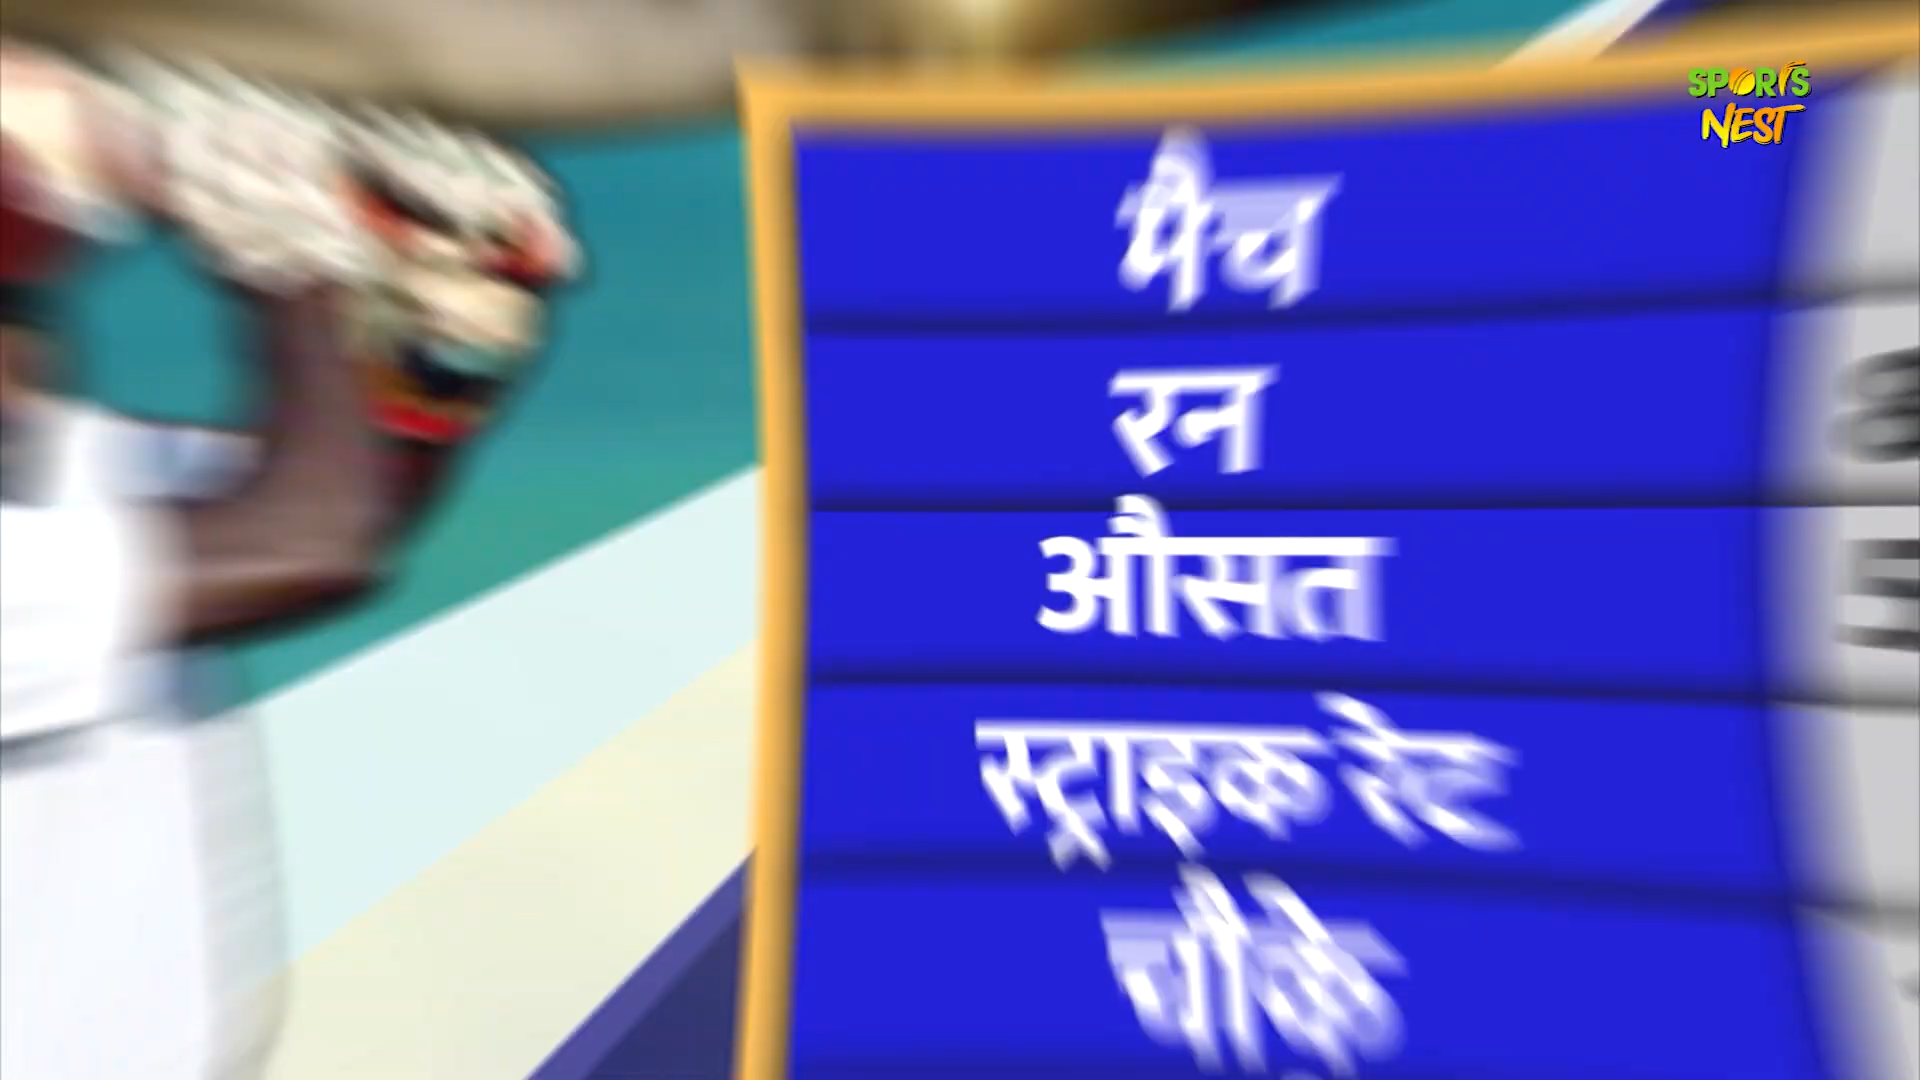 SPORTS
NEST
मैच
रन
औसत
स्ट्राइक रेट
चौके